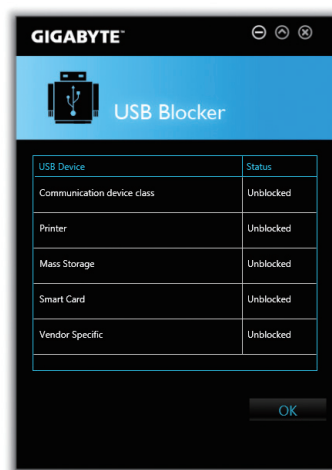 GIGABYTE™
USB Blocker
USB Device Status
Communication device class Unblocked
Printer Unblocked
Mass Storage Unblocked
Smart Card Unblocked
Vendor Specific Unblocked
OK